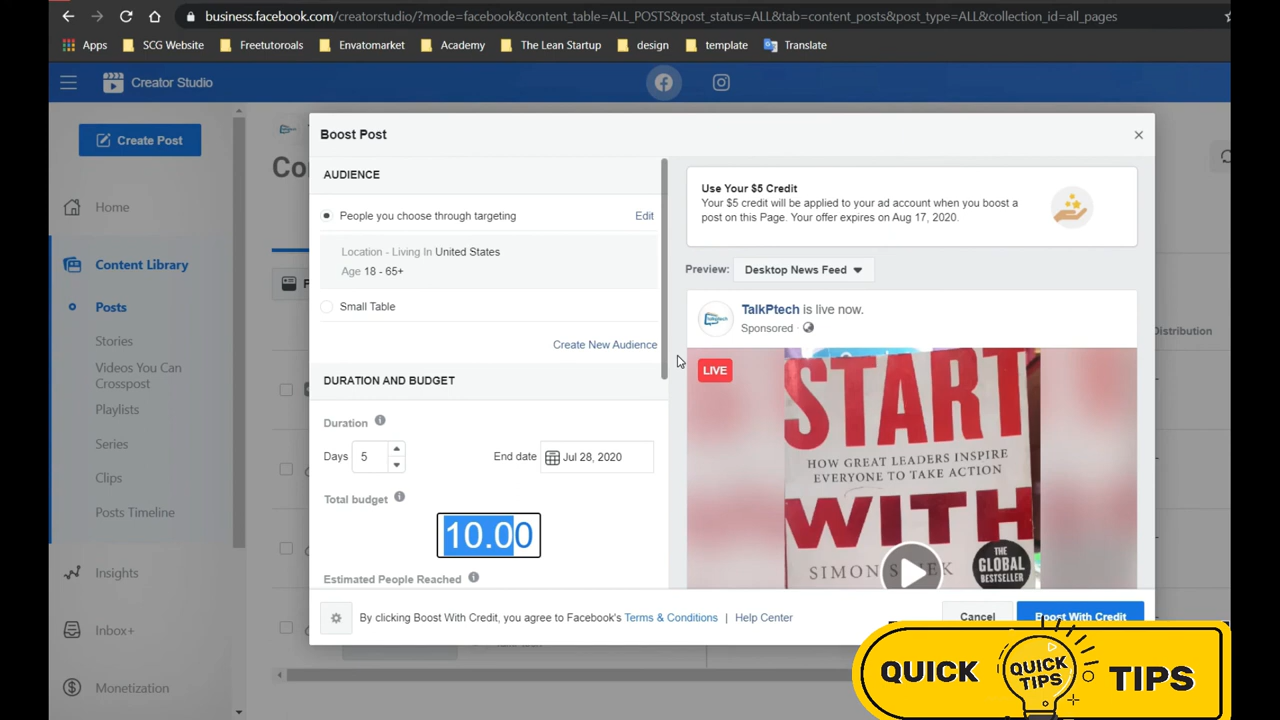 business.facebook.com/creatorstudio/?mode=facebook&content_table=ALL_POSTS&post_status=ALL&tab=content_posts&post_type=ALL&collection_id=all_pages
Apps SCG Website Freetutoroals Envatomarket Academy The Lean Startup design template Translate
Creator Studio
Create Post
Home
Content Library
Posts
Stories
Videos You Can
Crosspost
Playlists
Series
Clips
Posts Timeline
Insights
Inbox+
Monetization
Boost Post
AUDIENCE
People you choose through targeting Edit
Location - Living In United States
Age 18 - 65+
Small Table
Create New Audience
DURATION AND BUDGET
Duration
Days 5 End date Jul 28, 2020
Total budget
10.00
Estimated People Reached
Use Your $5 Credit
Your $5 credit will be applied to your ad account when you boost a
post on this Page. Your offer expires on Aug 17, 2020.
Preview: Desktop News Feed
TalkPtech is live now.
Sponsored
LIVE
START
HOW GREAT LEADERS INSPIRE
EVERYONE TO TAKE ACTION
WITH
SIMON
THE
GLOBAL
BESTSELLER
By clicking Boost With Credit, you agree to Facebook's Terms & Conditions | Help Center
Cancel Boost With Credit
Distribution
QUICK QUICK TIPS TIPS